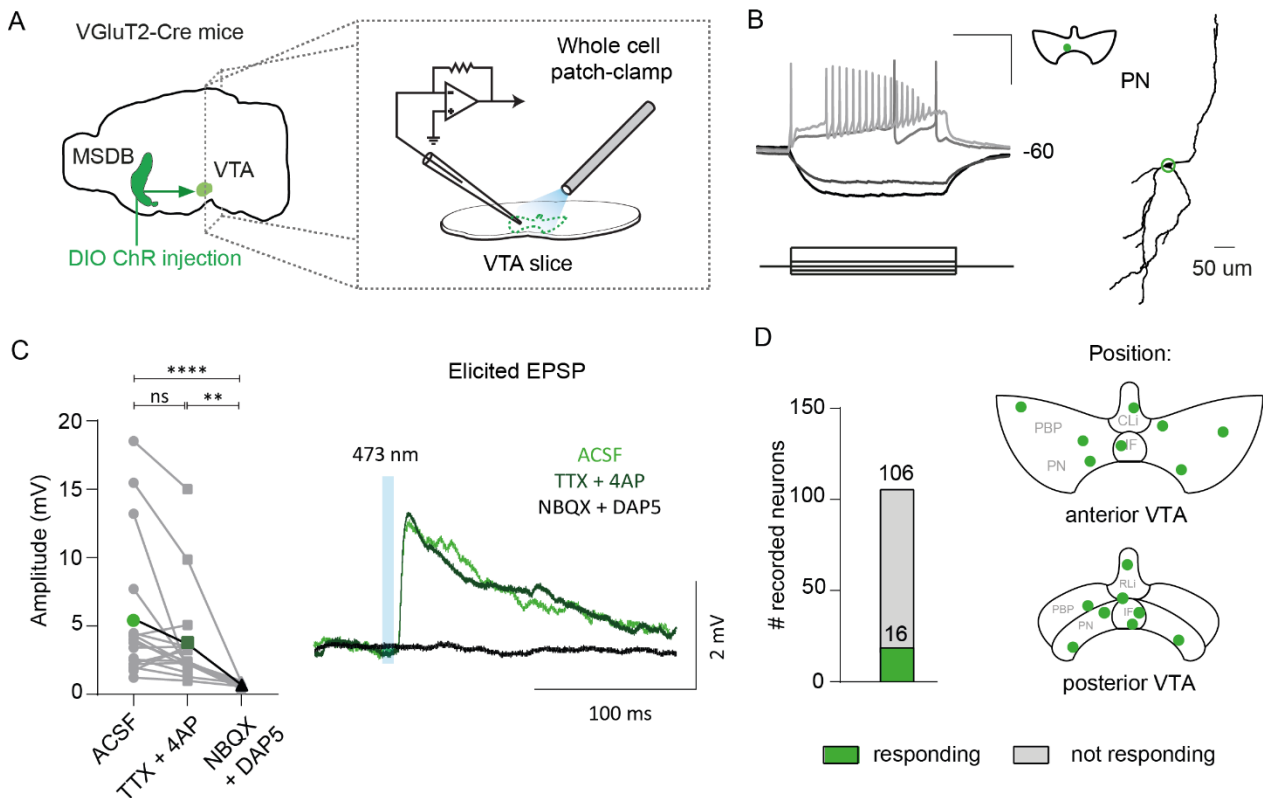 A
VGluT2-Cre mice
MSDB
VTA
DIO ChR injection
Whole cell
patch-clamp
VTA slice
B
PN
-60
50 um
C
Elicited EPSP
****
ns
**
20
15
10
5
0
Amplitude (mV)
ACSF
TTX + 4AP
NBQX
+ DAP5
473 nm
ACSF
TTX + 4AP
NBQX + DAP5
2 mV
100 ms
D
Position:
150
100
50
0
# recorded neurons
106
16
PBP
PN
CLi
IF
anterior VTA
RLi
PBP
PN
IF
posterior VTA
responding
not responding